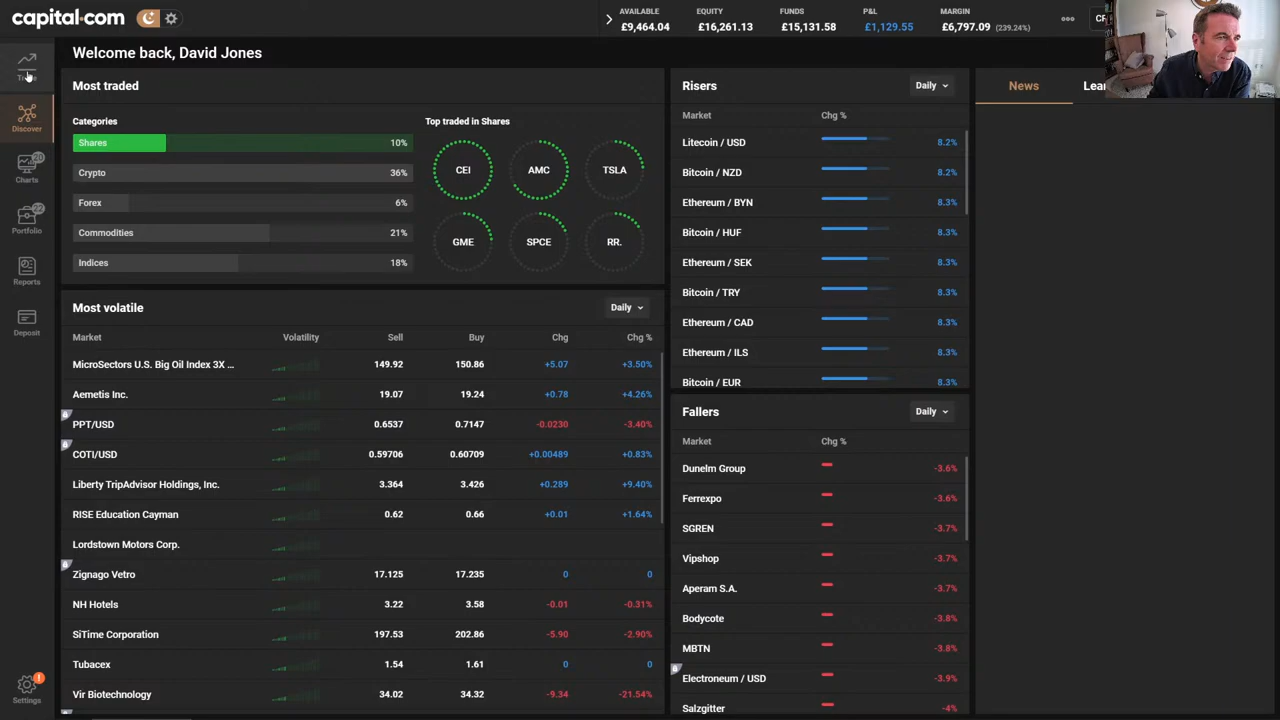 capital.com
AVAILABLE EQUITY FUNDS P&L MARGIN
£9,464.04 £16,261.13 £15,131.58 £1,129.55 £6,797.09 (239.24%)
Welcome back, David Jones
Discover
Charts 20
Portfolio 22
Reports
Deposit
Settings !
Most traded
Categories
Shares 10%
Crypto 36%
Forex 6%
Commodities 21%
Indices 18%
Top traded in Shares
CEI AMC TSLA
GME SPCE RR.
Most volatile Daily
Market Volatility Sell Buy Chg Chg %
MicroSectors U.S. Big Oil Index 3X ... 149.92 150.86 +5.07 +3.50%
Aemetis Inc. 19.07 19.24 +0.78 +4.26%
PPT/USD 0.6537 0.7147 -0.0230 -3.40%
COTI/USD 0.59706 0.60709 +0.00489 +0.83%
Liberty TripAdvisor Holdings, Inc. 3.364 3.426 +0.289 +9.40%
RISE Education Cayman 0.62 0.66 +0.01 +1.64%
Lordstown Motors Corp.
Zignago Vetro 17.125 17.235 0 0
NH Hotels 3.22 3.58 -0.01 -0.31%
SiTime Corporation 197.53 202.86 -5.90 -2.90%
Tubacex 1.54 1.61 0 0
Vir Biotechnology 34.02 34.32 -9.34 -21.54%
Risers Daily
Market Chg %
Litecoin / USD 8.2%
Bitcoin / NZD 8.2%
Ethereum / BYN 8.3%
Bitcoin / HUF 8.3%
Ethereum / SEK 8.3%
Bitcoin / TRY 8.3%
Ethereum / CAD 8.3%
Ethereum / ILS 8.3%
Bitcoin / EUR 8.3%
Fallers Daily
Market Chg %
Dunelm Group -3.6%
Ferrexpo -3.6%
SGREN -3.7%
Vipshop -3.7%
Aperam S.A. -3.7%
Bodycote -3.8%
MBTN -3.8%
Electroneum / USD -3.9%
Salzgitter -4%
News